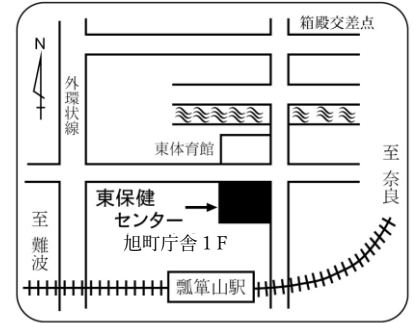 箱殿交差点
N
外環状線
東体育館
至 奈良
東保健
センター
旭町庁舎1F
至 難波
瓢箪山駅